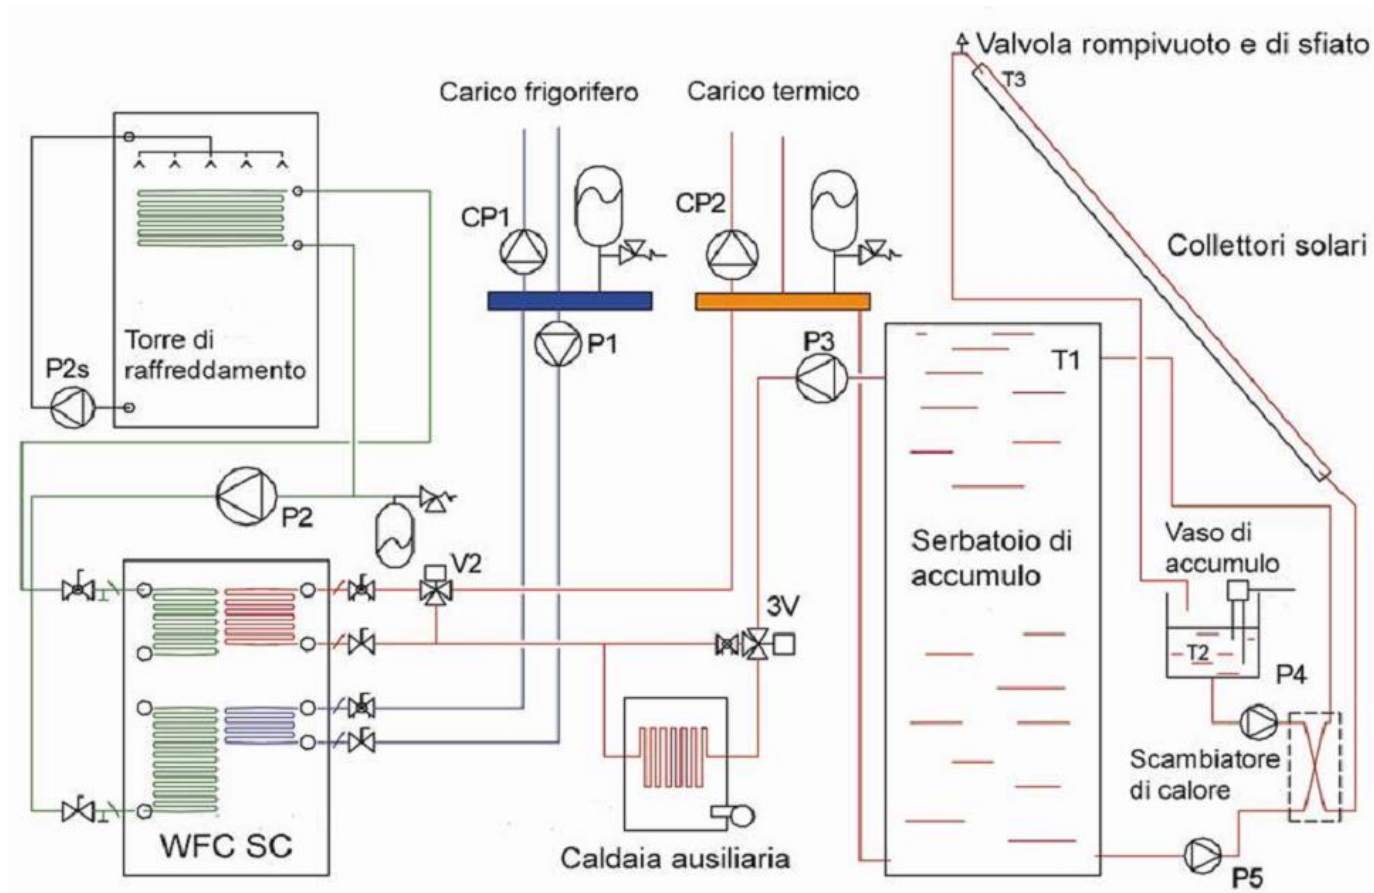 Valvola rompivuoto e di sfiato
T3
Carico frigorifero
Carico termico
CP1
CP2
Collettori solari
Torre di
raffreddamento
P2s
P1
P3
T1
P2
V2
Serbatoio di
accumulo
Vaso di
accumulo
3V
T2
P4
Scambiatore
di calore
WFC SC
Caldaia ausiliaria
P5